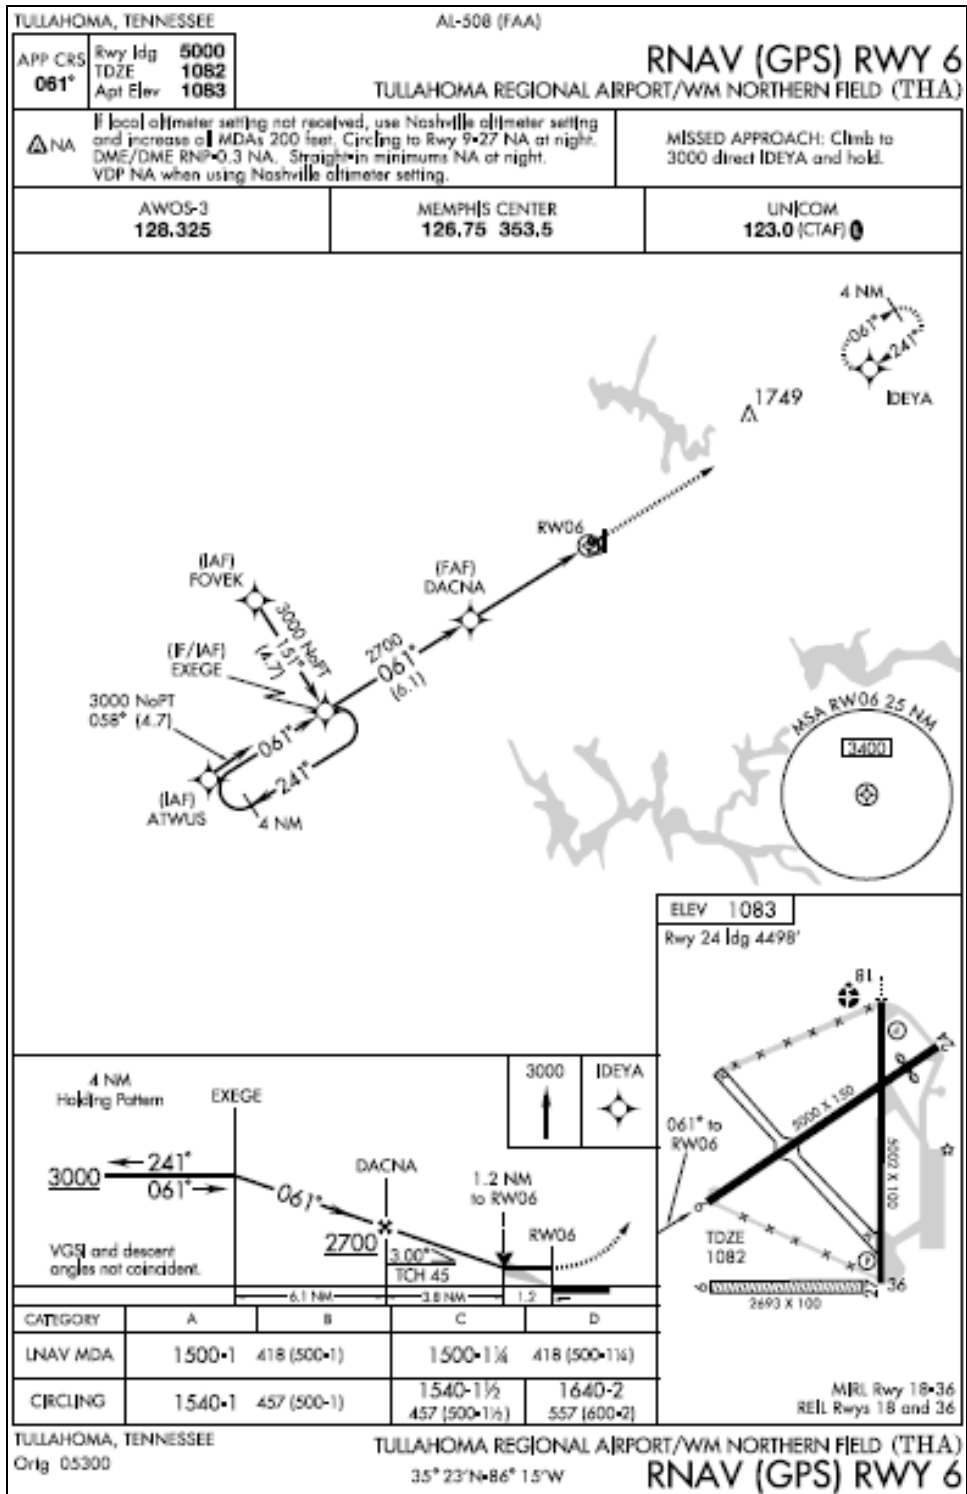 TULLAHOMA, TENNESSEE
AL-508 (FAA)
APP CRS
061°
Rwy ldg 5000
TDZE 1082
Apt Elev 1083
RNAV (GPS) RWY 6
TULLAHOMA REGIONAL AIRPORT/WM NORTHERN FIELD (THA)
A NA
If local altimeter setting not received, use Nashville altimeter setting
and increase all MDAs 200 feet. Circling to Rwy 9-27 NA at night.
DME/DME RNP-0.3 NA. Straight-in minimums NA at night.
VDP NA when using Nashville altimeter setting.
MISSED APPROACH: Climb to
3000 direct IDEYA and hold.
AWOS-3
128.325
MEMPHIS CENTER
126.75 353.5
UNICOM
123.0 (CTAF) L
4 NM
061°
241°
IDEYA
1749
RW06
(FAF)
DACNA
(IAF)
FOVEK
3000 NoPT
151°
(4.7)
2700
061°
(6.1)
(IF/IAF)
EXEGE
3000 NoPT
058° (4.7)
061°
241°
(IAF)
ATWUS
4 NM
MSA RW06 25 NM
3400
ELEV 1083
Rwy 24 ldg 4498'
18
24
5000 X 150
061° to
RW06
5002 X 100
6
TDZE
1082
A
9
27
36
2693 X 100
MIRL Rwy 18-36
REIL Rwys 18 and 36
4 NM
Holding Pattern
EXEGE
3000
IDEYA
3000
241°
061°
061°
DACNA
1.2 NM
to RW06
RW06
2700
3.00°
TCH 45
VGSI and descent
angles not coincident.
6.1 NM
3.8 NM
1.2
CATEGORY A B C D
LNAV MDA 1500-1 418 (500-1) 1500-1¼ 418 (500-1¼)
CIRCLING 1540-1 457 (500-1) 1540-1½ 1640-2
457 (500-1½) 557 (600-2)
TULLAHOMA, TENNESSEE
Orig 05300
35° 23'N-86° 15'W
TULLAHOMA REGIONAL AIRPORT/WM NORTHERN FIELD (THA)
RNAV (GPS) RWY 6